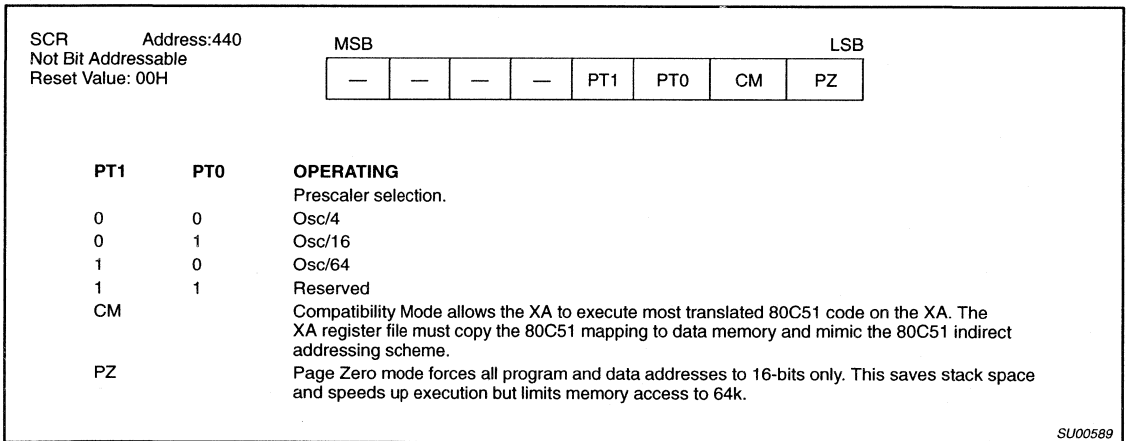 SCR Address:440
Not Bit Addressable
Reset Value: 00H
MSB LSB
— — — — PT1 PT0 CM PZ
PT1 PT0 OPERATING
Prescaler selection.
0 0 Osc/4
0 1 Osc/16
1 0 Osc/64
1 1 Reserved
CM Compatibility Mode allows the XA to execute most translated 80C51 code on the XA. The
XA register file must copy the 80C51 mapping to data memory and mimic the 80C51 indirect
addressing scheme.
PZ Page Zero mode forces all program and data addresses to 16-bits only. This saves stack space
and speeds up execution but limits memory access to 64k.
SU00589